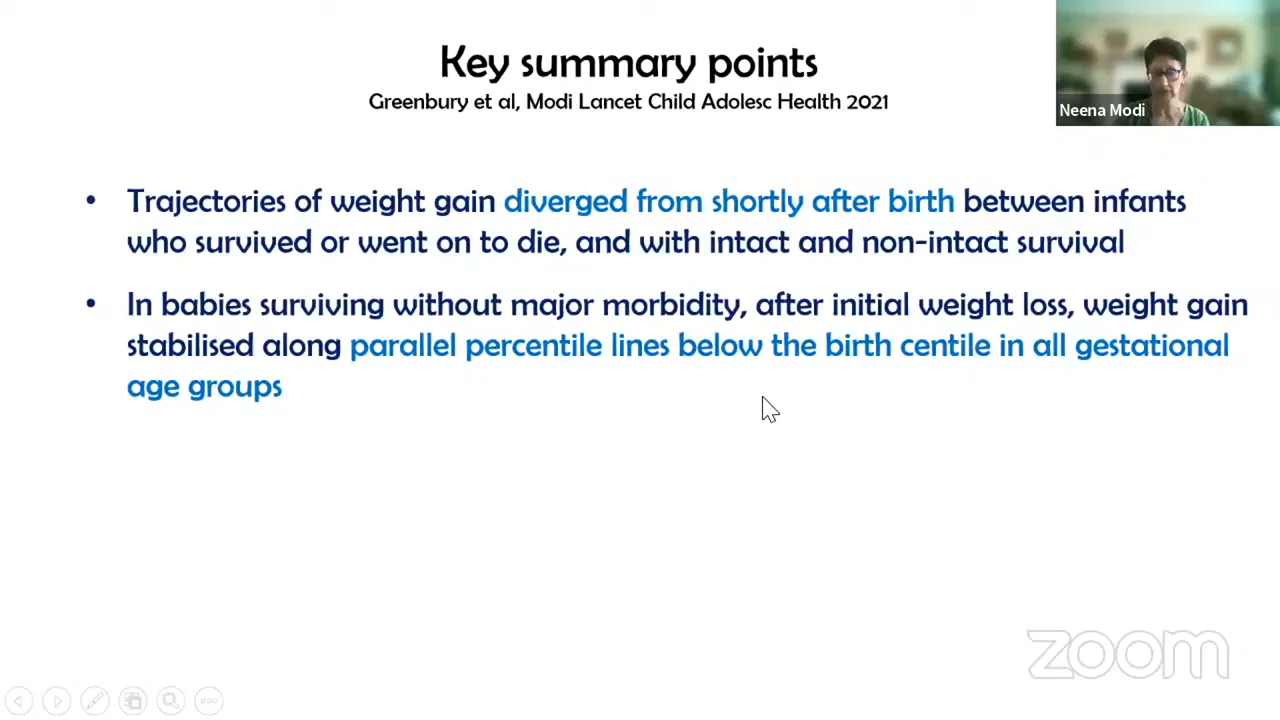 Key summary points
Greenbury et al, Modi Lancet Child Adolesc Health 2021
Neena Modi
• Trajectories of weight gain diverged from shortly after birth between infants
who survived or went on to die, and with intact and non-intact survival
• In babies surviving without major morbidity, after initial weight loss, weight gain
stabilised along parallel percentile lines below the birth centile in all gestational
age groups
zoom